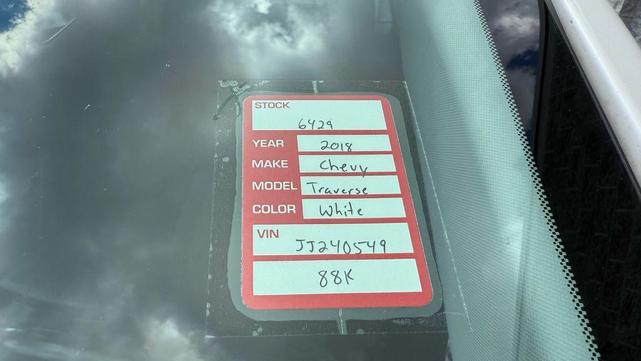 STOCK
6429
YEAR 2018
MAKE Chevy
MODEL Traverse
COLOR White
VIN
JJ240549
88K